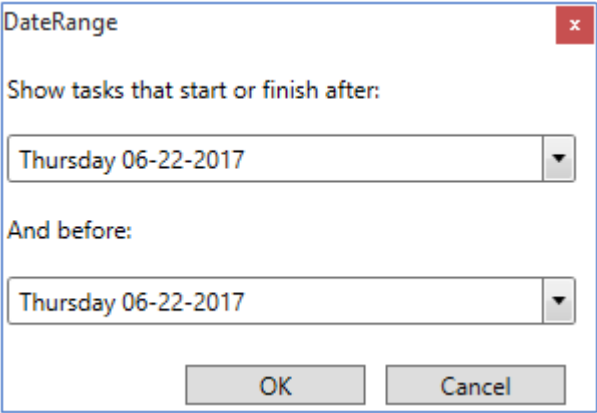 DateRange
x
Show tasks that start or finish after:
Thursday 06-22-2017
And before:
Thursday 06-22-2017
OK Cancel